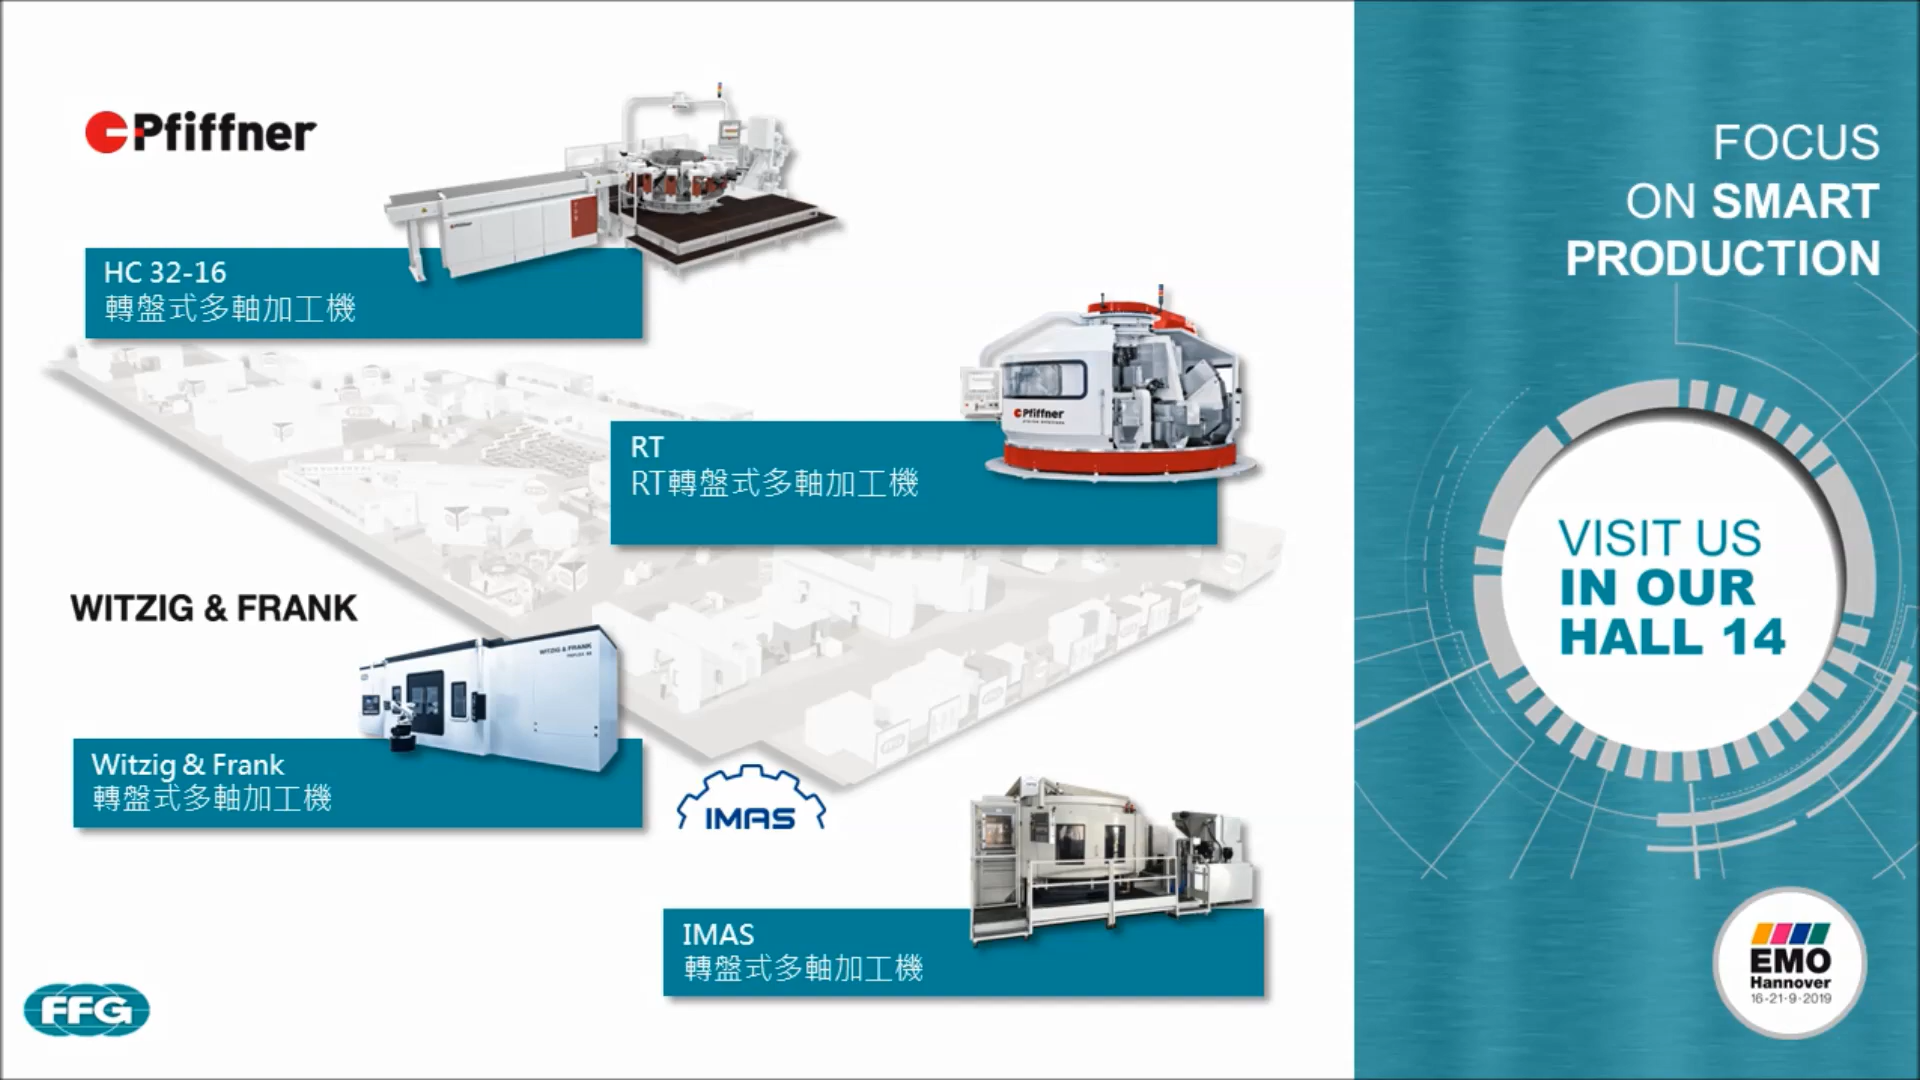 Pfiffner
HC 32-16
轉盤式多軸加工機
Pfiffner
RT
RT轉盤式多軸加工機
WITZIG & FRANK
WITZIG & FRANK
Witzig & Frank
轉盤式多軸加工機
IMAS
IMAS
轉盤式多軸加工機
FFG
FOCUS
ON SMART
PRODUCTION
VISIT US
IN OUR
HALL 14
EMO
Hannover
16-21-9-2019